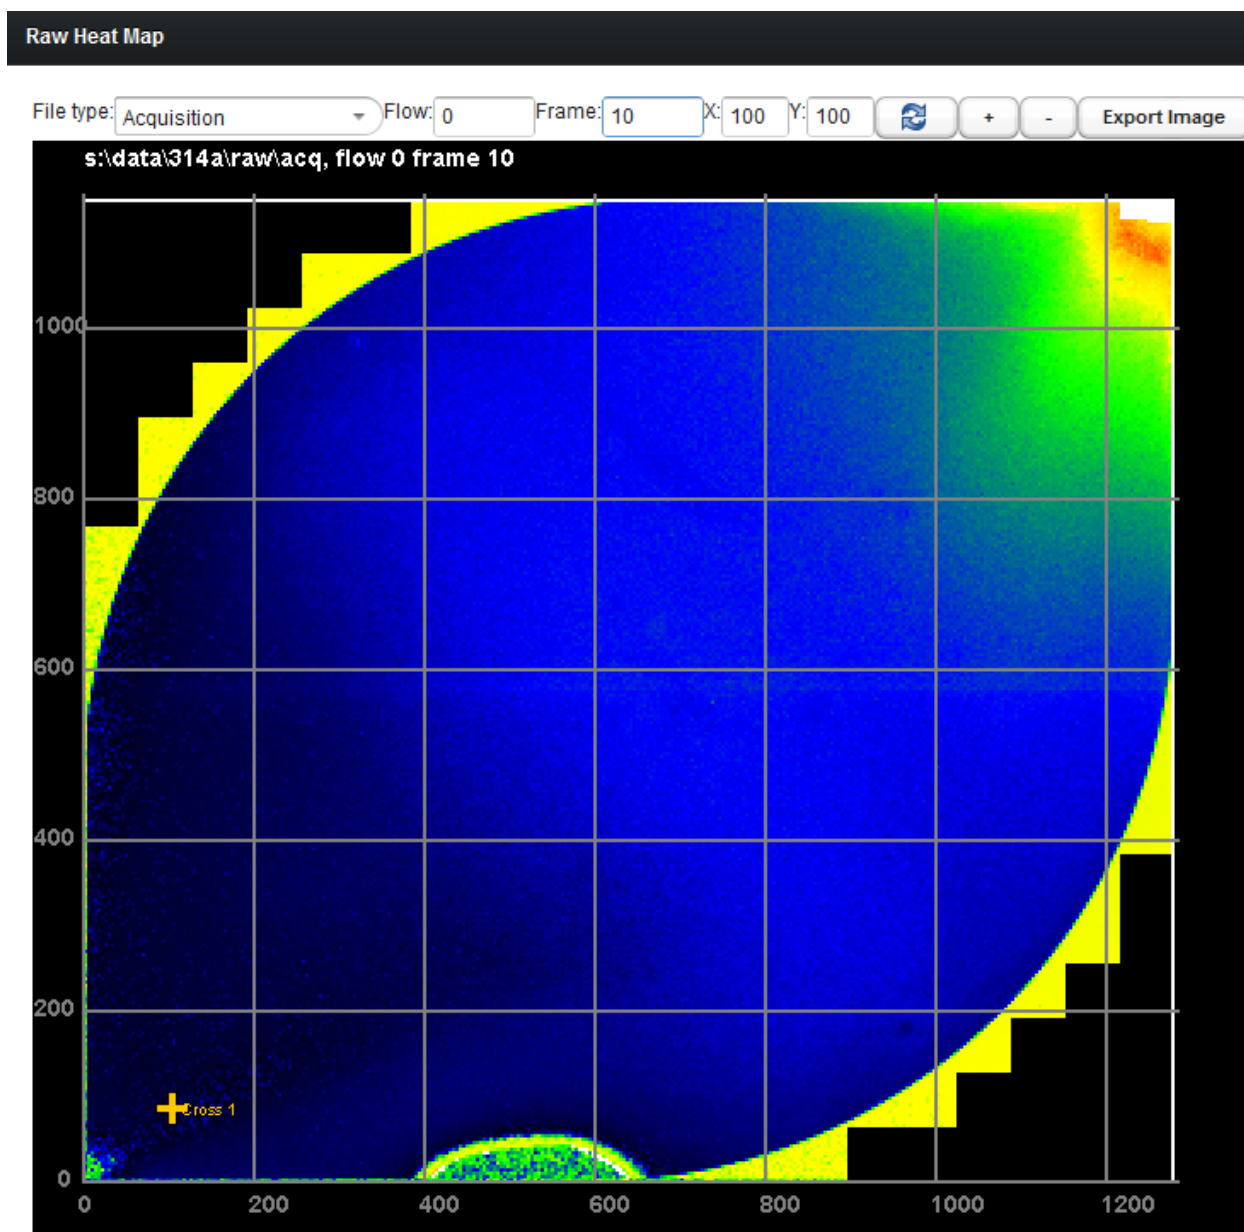 Raw Heat Map
File type: Acquisition Flow: 0 Frame: 10 X: 100 Y: 100 + - Export Image
s:\data\314a\raw\acq, flow 0 frame 10
1000
800
600
400
200
Cross 1
0
0 200 400 600 800 1000 1200